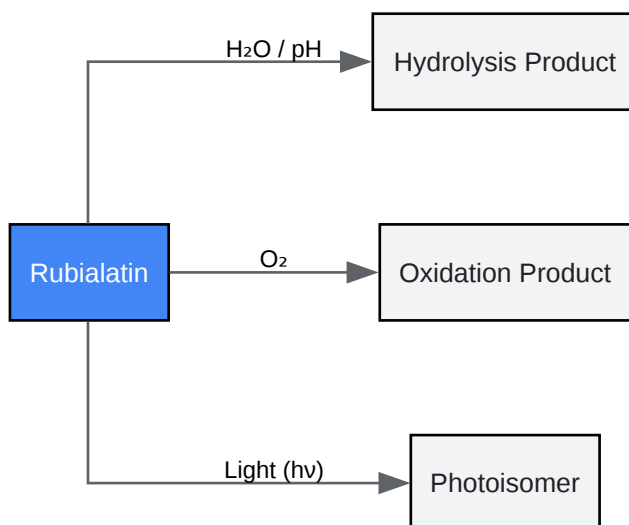 H₂O / pH
Hydrolysis Product
Rubialatin
O₂
Oxidation Product
Light (hν)
Photoisomer